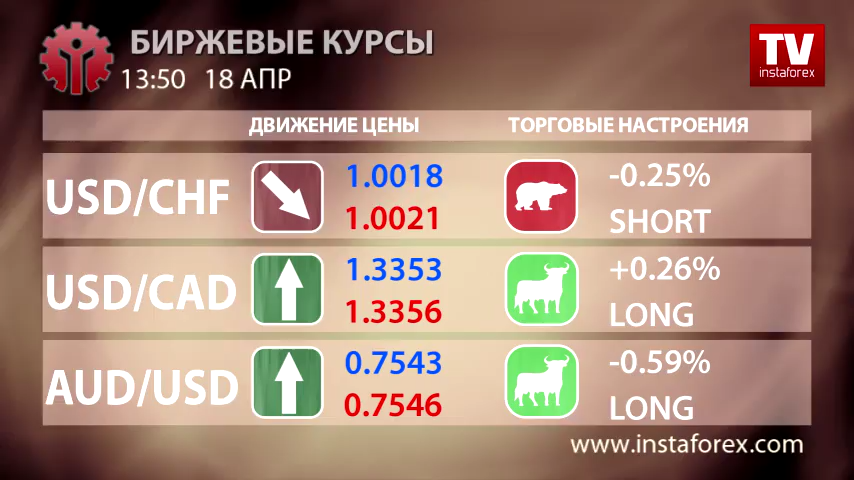 БИРЖЕВЫЕ КУРСЫ
13:50 18 АПР
TV
instaforex
ДВИЖЕНИЕ ЦЕНЫ ТОРГОВЫЕ НАСТРОЕНИЯ
USD/CHF
1.0018
1.0021
-0.25%
SHORT
USD/CAD
1.3353
1.3356
+0.26%
LONG
AUD/USD
0.7543
0.7546
-0.59%
LONG
www.instaforex.com